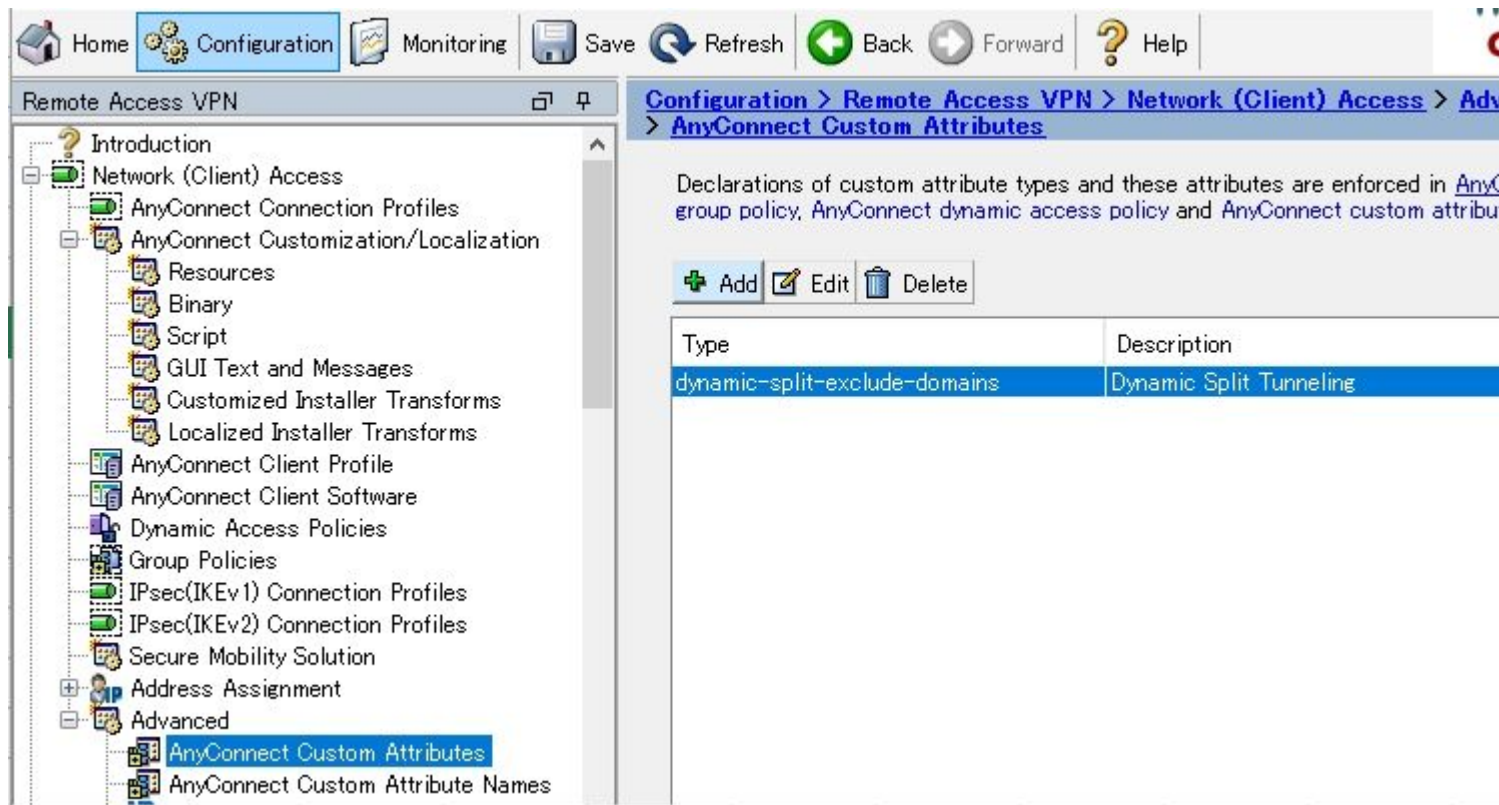 Home Configuration Monitoring Save Refresh Back Forward Help
Remote Access VPN
Introduction
Network (Client) Access
AnyConnect Connection Profiles
AnyConnect Customization/Localization
Resources
Binary
Script
GUI Text and Messages
Customized Installer Transforms
Localized Installer Transforms
AnyConnect Client Profile
AnyConnect Client Software
Dynamic Access Policies
Group Policies
IPsec(IKEv1) Connection Profiles
IPsec(IKEv2) Connection Profiles
Secure Mobility Solution
Address Assignment
Advanced
AnyConnect Custom Attributes
AnyConnect Custom Attribute Names
Configuration > Remote Access VPN > Network (Client) Access > Adv
> AnyConnect Custom Attributes
Declarations of custom attribute types and these attributes are enforced in Any
group policy, AnyConnect dynamic access policy and AnyConnect custom attribu
Add Edit Delete
Type Description
dynamic-split-exclude-domains Dynamic Split Tunneling